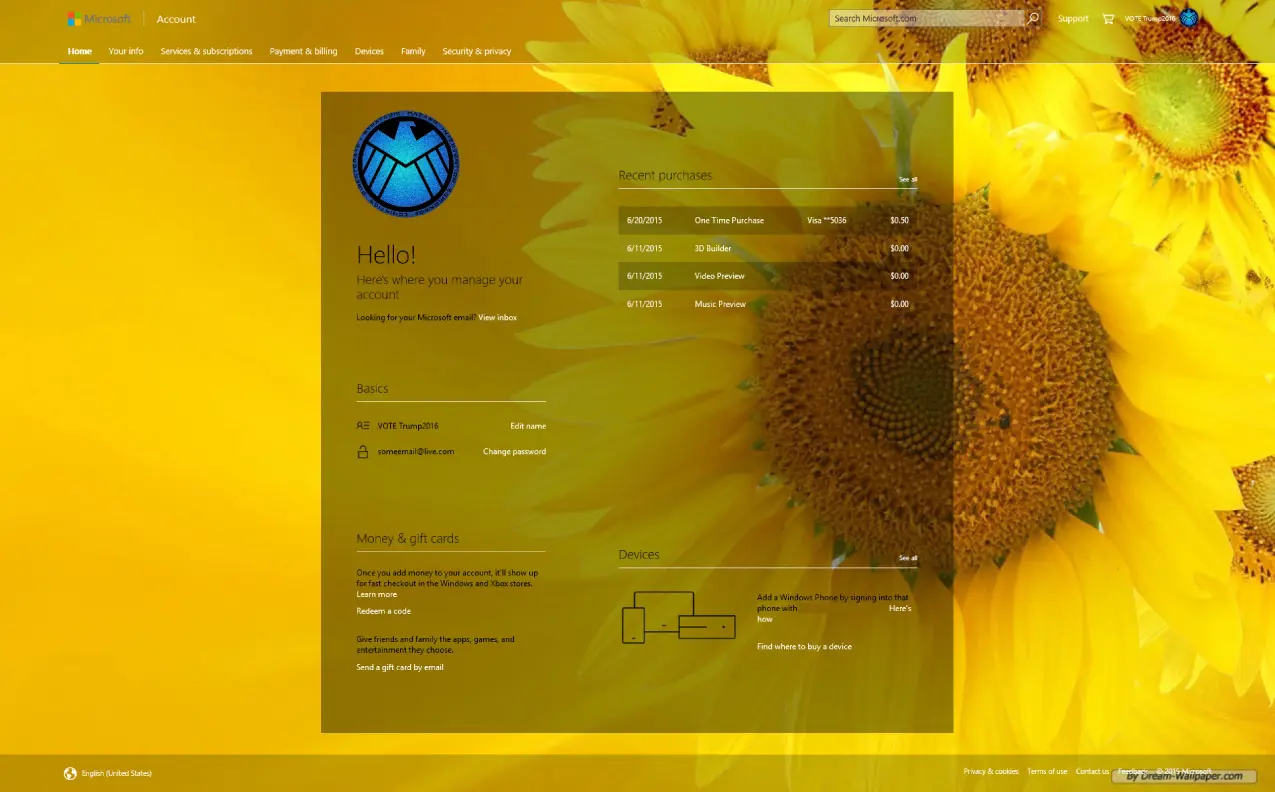 Microsoft
Account
Search Microsoft.com
Support
VOTE Trump2016
Home
Your info
Services & subscriptions
Payment & billing
Devices
Family
Security & privacy
Hello!
Here's where you manage your
account
Looking for your Microsoft email? View inbox
Basics
VOTE Trump2016
Edit name
someemail@live.com
Change password
Money & gift cards
Once you add money to your account, it'll show up
for fast checkout in the Windows and Xbox stores.
Learn more
Redeem a code
Give friends and family the apps, games, and
entertainment they choose.
Send a gift card by email
Recent purchases
See all
6/20/2015 One Time Purchase Visa **5036 $0.50
6/11/2015 3D Builder $0.00
6/11/2015 Video Preview $0.00
6/11/2015 Music Preview $0.00
Devices
See all
Add a Windows Phone by signing into that
phone with Here's
how
Find where to buy a device
English (United States)
Privacy & cookies
Terms of use
Contact us
Feedback
© 2015 Microsoft
by Dream-Wallpaper.com